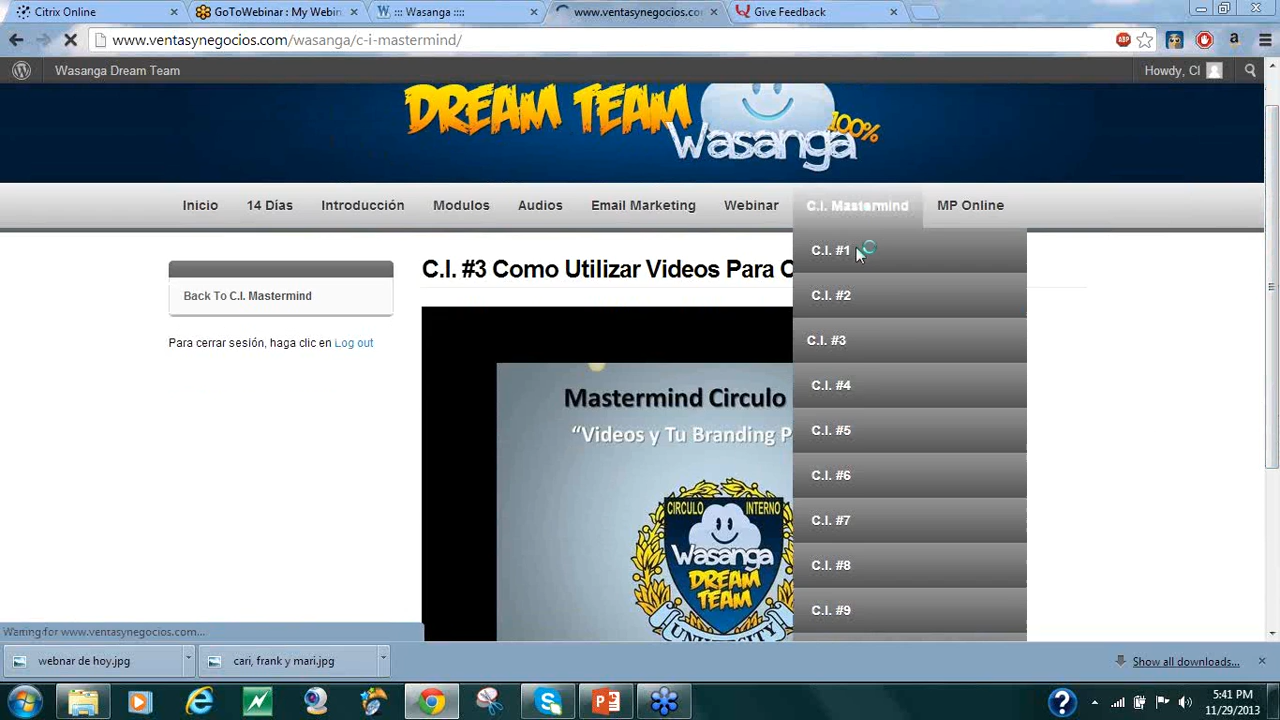 Citrix Online
GoToWebinar : My Webin
::: Wasanga ::::
www.ventasynegocios.co
Give Feedback
www.ventasynegocios.com/wasanga/c-i-mastermind/
ABP
a
Wasanga Dream Team
Howdy, CI
DREAM TEAM
Wasanga
100%
Inicio
14 Días
Introducción
Modulos
Audios
Email Marketing
Webinar
C.I. Mastermind
MP Online
C.I. #1
C.I. #2
C.I. #3
C.I. #4
C.I. #5
C.I. #6
C.I. #7
C.I. #8
C.I. #9
Back To C.I. Mastermind
Para cerrar sesión, haga clic en Log out
C.I. #3 Como Utilizar Videos Para C
Mastermind Circulo
“Videos y Tu Branding P
CIRCULO INTERNO
Wasanga
DREAM
TEAM
UNIVERSITY
Waiting for www.ventasynegocios.com...
webnar de hoy.jpg
cari, frank y mari.jpg
Show all downloads...
5:41 PM
11/29/2013